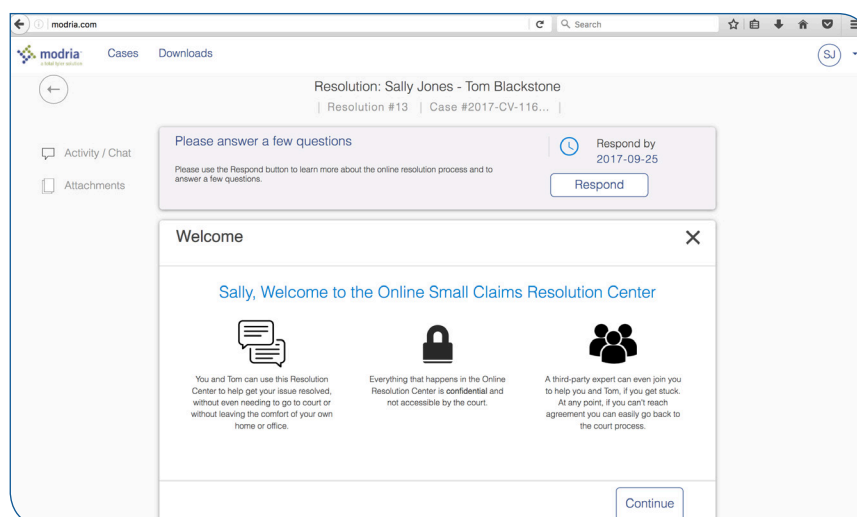 modria.com
Search
modria
a total tyler solution
Cases
Downloads
SJ
Resolution: Sally Jones - Tom Blackstone
| Resolution #13 | Case #2017-CV-116... |
Activity / Chat
Attachments
Please answer a few questions
Please use the Respond button to learn more about the online resolution process and to
answer a few questions.
Respond by
2017-09-25
Respond
Welcome
Sally, Welcome to the Online Small Claims Resolution Center
You and Tom can use this Resolution
Center to help get your issue resolved,
without even needing to go to court or
without leaving the comfort of your own
home or office.
Everything that happens in the Online
Resolution Center is confidential and
not accessible by the court.
A third-party expert can even join you
to help you and Tom, if you get stuck.
At any point, if you can't reach
agreement you can easily go back to
the court process.
Continue